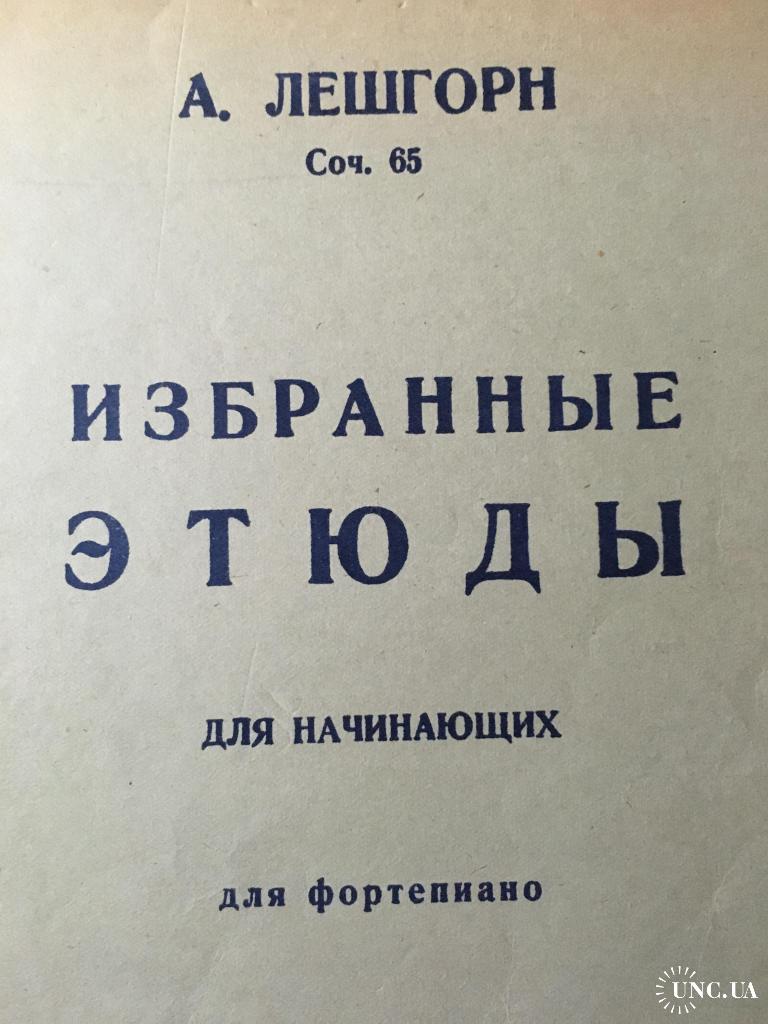 А. ЛЕШГОРН
Соч. 65
ИЗБРАННЫЕ
ЭТЮДЫ
ДЛЯ НАЧИНАЮЩИХ
для фортепиано
UNC.UA